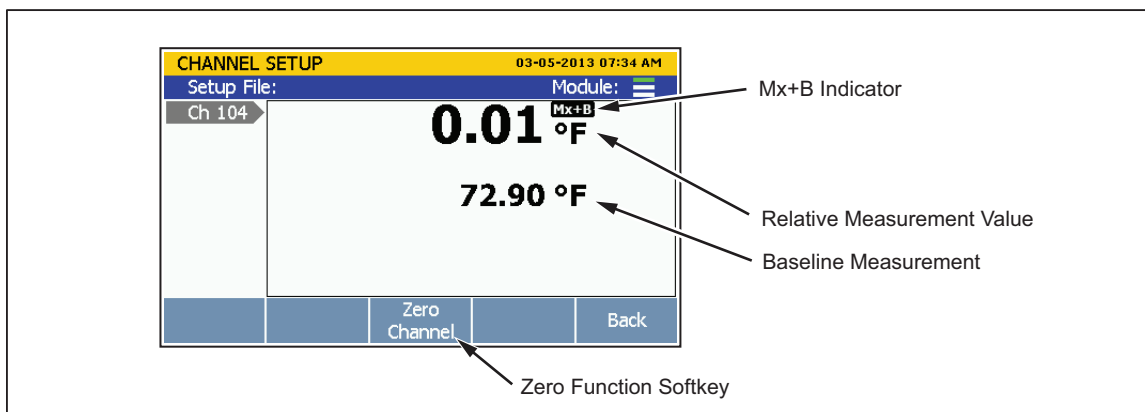 CHANNEL SETUP 03-05-2013 07:34 AM
Setup File: Module:
Ch 104
Mx+B
0.01 °F
72.90 °F
Zero
Channel
Back
Mx+B Indicator
Relative Measurement Value
Baseline Measurement
Zero Function Softkey